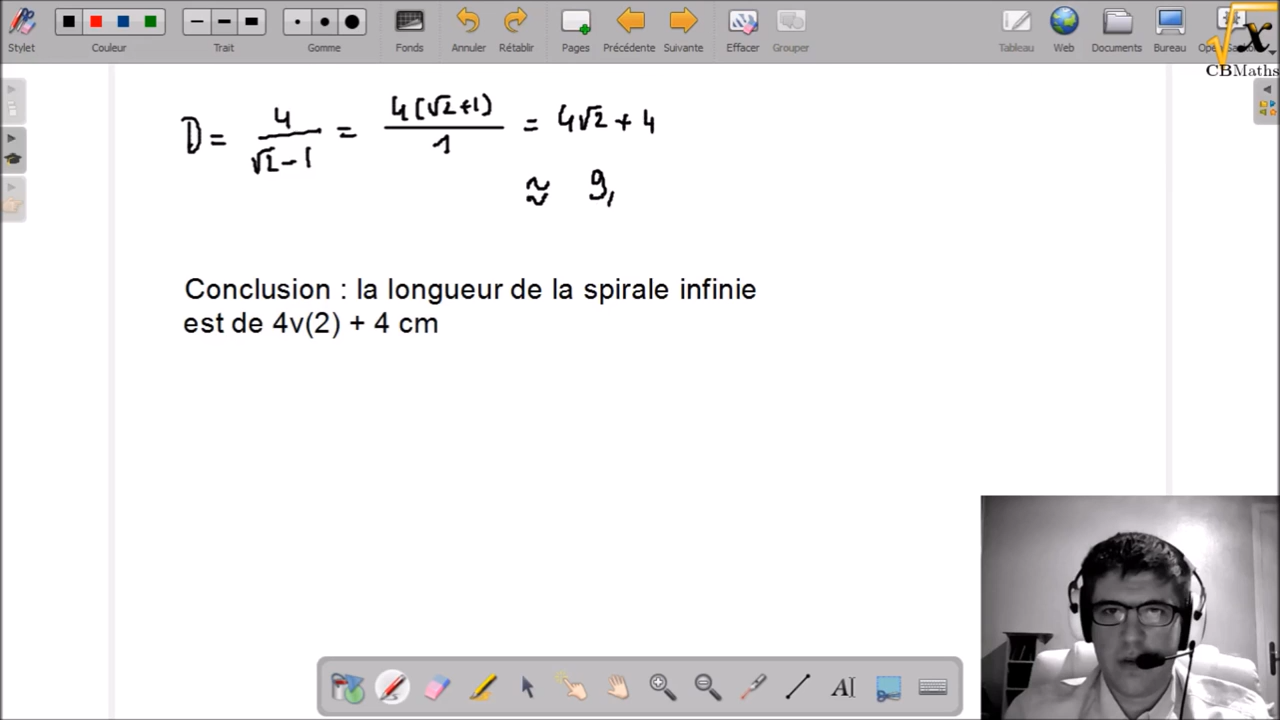 Stylet
Couleur
Trait
Gomme
Fonds
Annuler
Rétablir
Pages
Précédente
Suivante
Effacer
Grouper
Tableau
Web
Documents
Bureau
√x
CBMaths
D = 4/(√2 - 1) = 4(√2+1)/1 = 4√2 + 4
≈ 9,
Conclusion : la longueur de la spirale infinie
est de 4v(2) + 4 cm